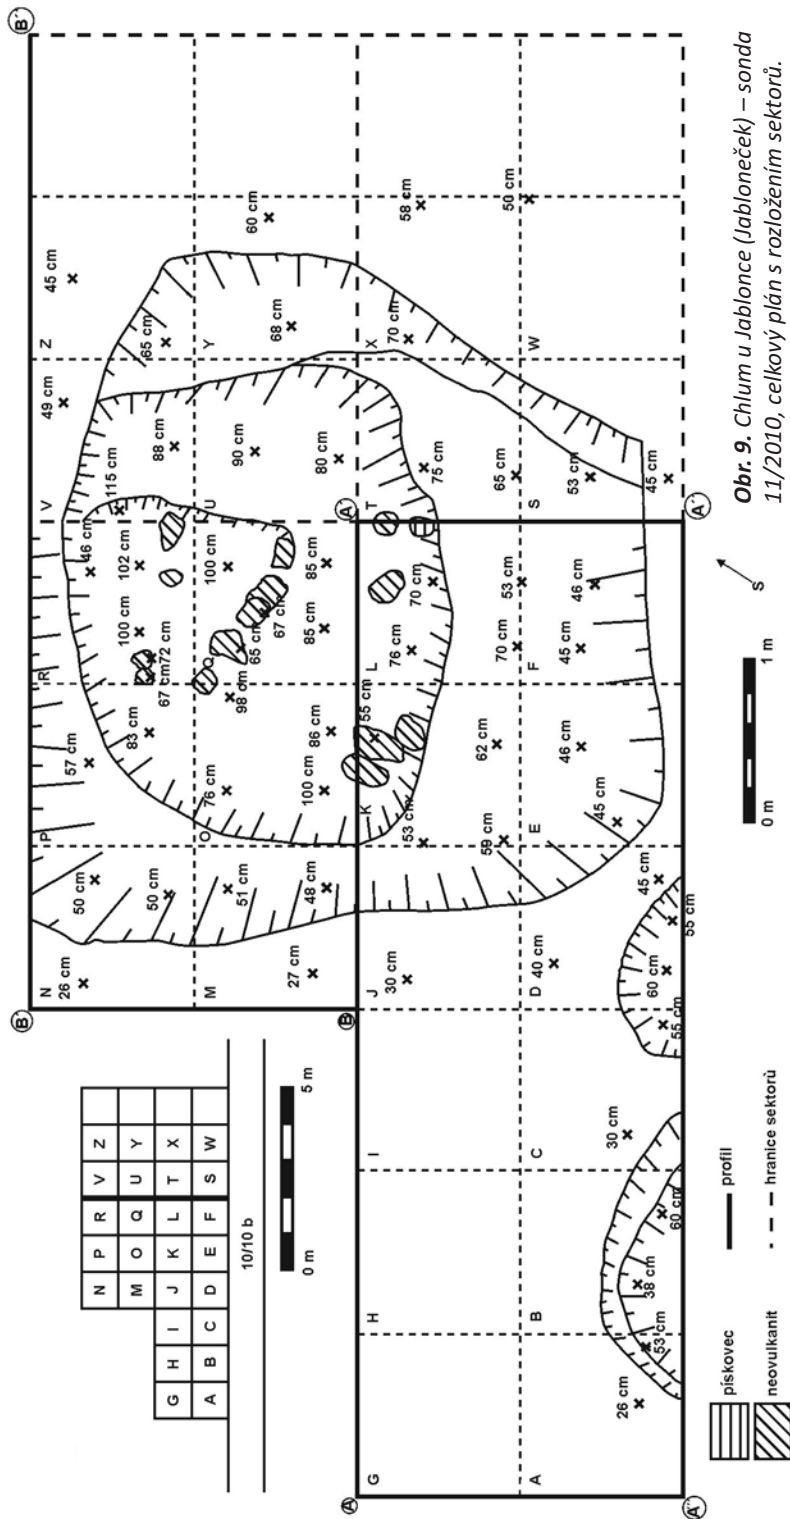 B´ B´´
N P R V Z
26 cm 50 cm 57 cm 46 cm 49 cm 45 cm
50 cm 83 cm 67 cm 72 cm 100 cm 102 cm 115 cm 88 cm 65 cm
M O Q U Y
51 cm 76 cm 98 cm 65 cm 67 cm 100 cm 90 cm 68 cm 60 cm
27 cm 48 cm 100 cm 86 cm 85 cm 85 cm 80 cm
A B A´
G H I J K L T X
30 cm 53 cm 55 cm 76 cm 70 cm 75 cm 70 cm 58 cm
59 cm 62 cm 70 cm 53 cm 65 cm 50 cm
A B C D E F S W
40 cm 45 cm 46 cm 45 cm 46 cm 53 cm
26 cm 53 cm 38 cm 60 cm 30 cm 55 cm 60 cm 55 cm 45 cm 45 cm
A´´ A´
N P R V Z
M O Q U Y
G H I J K L T X
A B C D E F S W
10/10 b
0 m 5 m
pískovec
neovulkanit
profil
hranice sektorů
0 m 1 m
S
Obr. 9. Chlum u Jablonce (Jabloneček) – sonda
11/2010, celkový plán s rozložením sektorů.